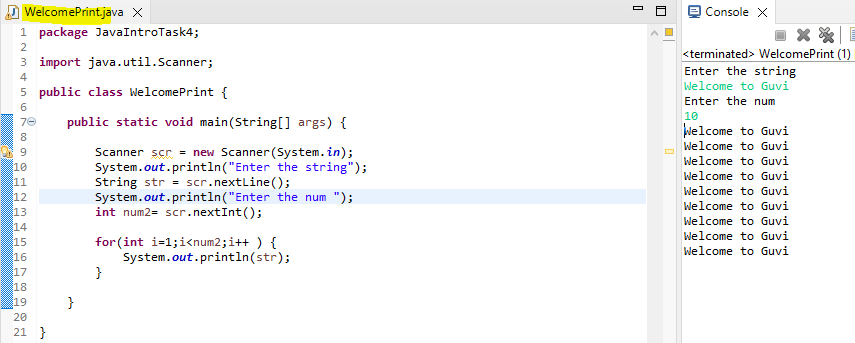 WelcomePrint.java
1 package JavaIntroTask4;
2
3 import java.util.Scanner;
4
5 public class WelcomePrint {
6
7 public static void main(String[] args) {
8
9 Scanner scr = new Scanner(System.in);
10 System.out.println("Enter the string");
11 String str = scr.nextLine();
12 System.out.println("Enter the num ");
13 int num2= scr.nextInt();
14
15 for(int i=1;i<num2;i++ ) {
16 System.out.println(str);
17 }
18
19 }
20
21 }
Console
<terminated> WelcomePrint (1)
Enter the string
Welcome to Guvi
Enter the num
10
Welcome to Guvi
Welcome to Guvi
Welcome to Guvi
Welcome to Guvi
Welcome to Guvi
Welcome to Guvi
Welcome to Guvi
Welcome to Guvi
Welcome to Guvi